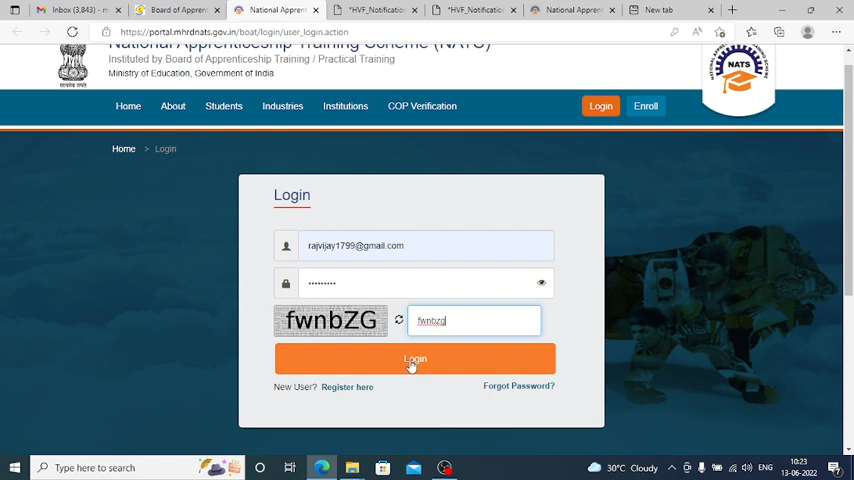 Inbox (3,843) - m
Board of Apprent
National Apprent
*HVF_Notification
*HVF_Notification
National Apprent
New tab
https://portal.mhrdnats.gov.in/boat/login/user_login.action
National Apprenticeship Training Scheme (NATS)
Instituted by Board of Apprenticeship Training / Practical Training
Ministry of Education, Government of India
NATS
Home About Students Industries Institutions COP Verification Login Enroll
Home > Login
Login
rajvijay1799@gmail.com
•••••••••
fwnbZG fwnbzg
Login
New User? Register here Forgot Password?
Type here to search
30°C Cloudy
ENG
10:23
13-06-2022
7